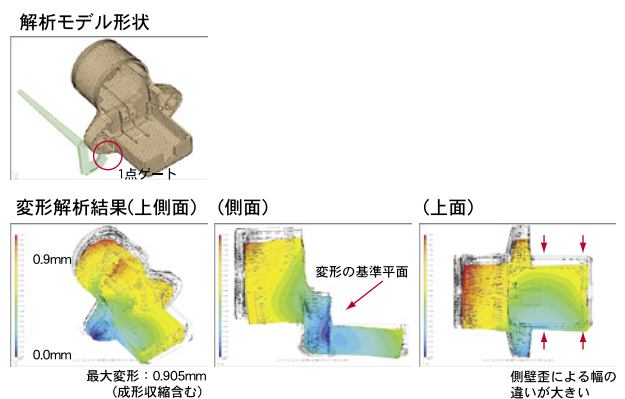 解析モデル形状
1点ゲート
変形解析結果(上側面)
(側面)
(上面)
0.9mm
0.0mm
変形の基準平面
最大変形：0.905mm
(成形収縮含む)
側壁歪による幅の
違いが大きい